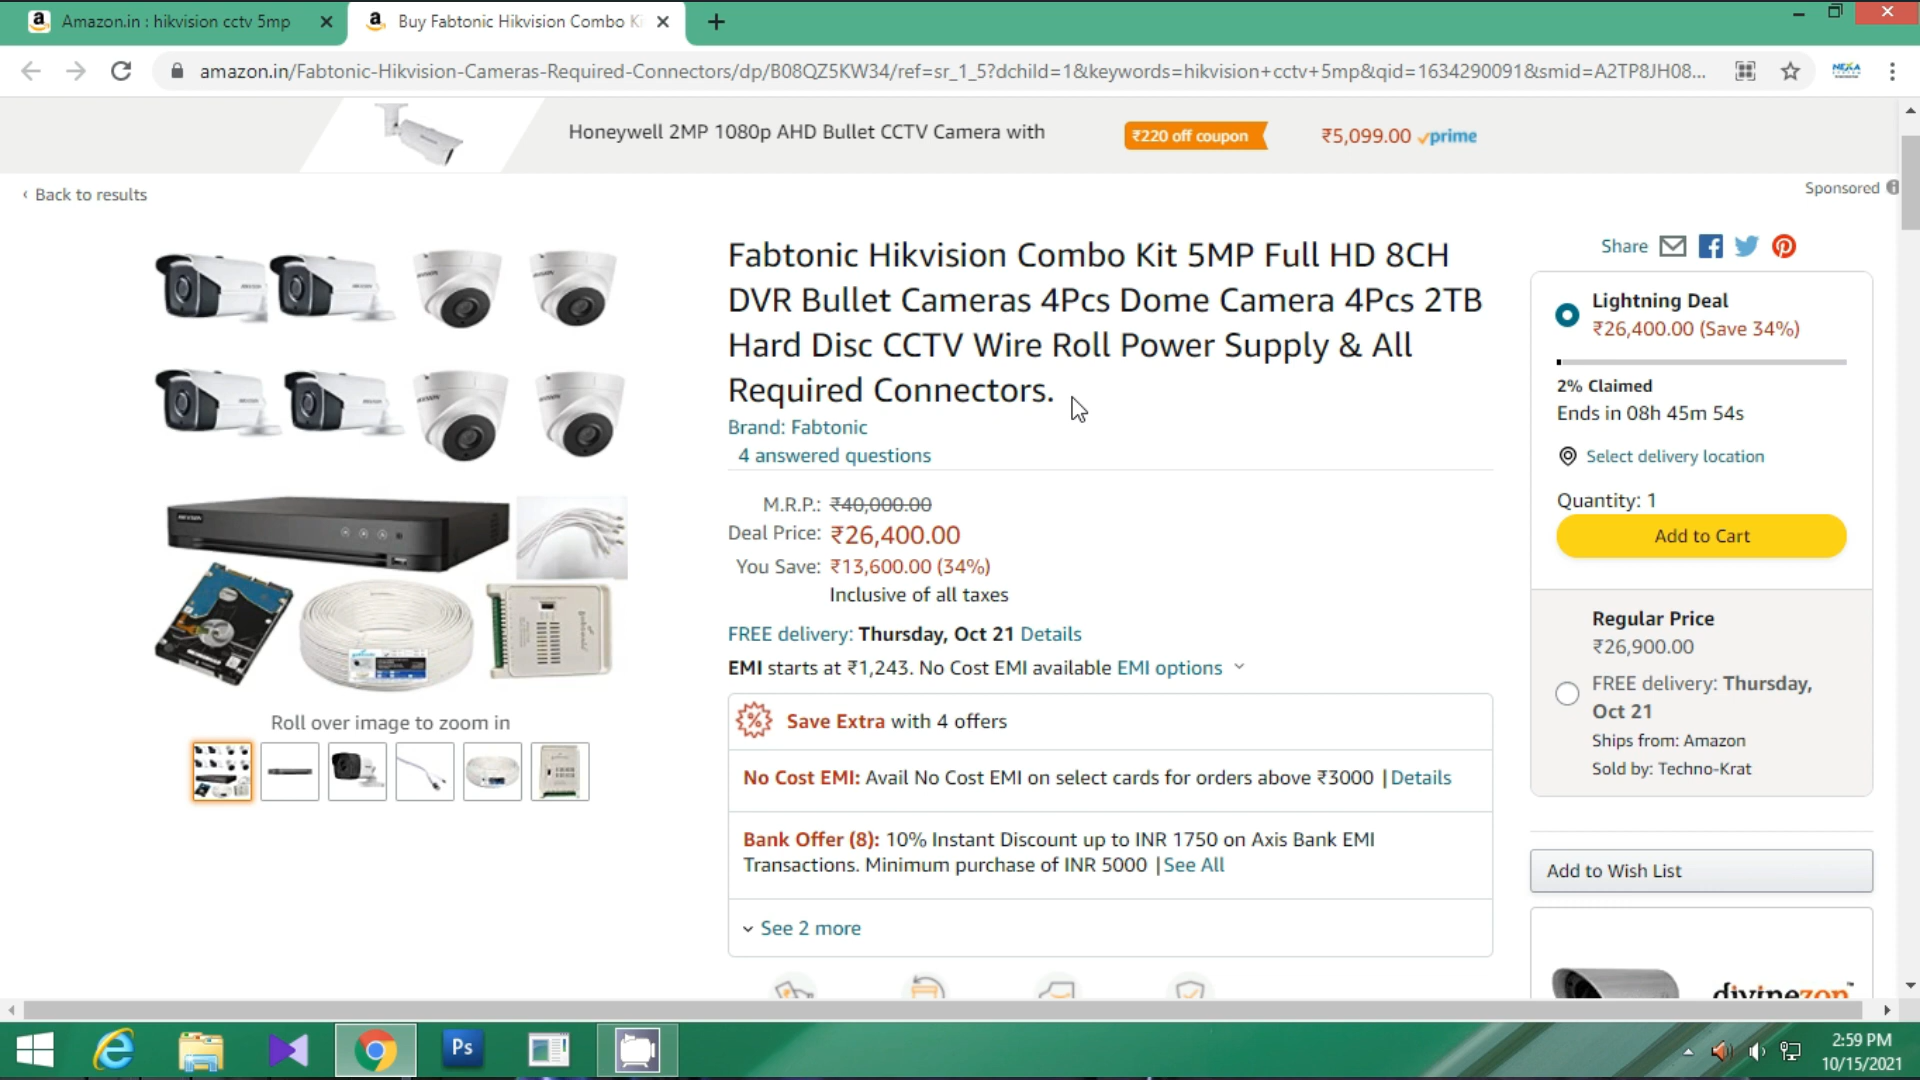 Amazon.in : hikvision cctv 5mp
Buy Fabtonic Hikvision Combo Ki
amazon.in/Fabtonic-Hikvision-Cameras-Required-Connectors/dp/B08QZ5KW34/ref=sr_1_5?dchild=1&keywords=hikvision+cctv+5mp&qid=1634290091&smid=A2TP8JH08...
NEXA
Honeywell 2MP 1080p AHD Bullet CCTV Camera with
₹220 off coupon
₹5,099.00 prime
Sponsored
‹ Back to results
Fabtonic Hikvision Combo Kit 5MP Full HD 8CH
DVR Bullet Cameras 4Pcs Dome Camera 4Pcs 2TB
Hard Disc CCTV Wire Roll Power Supply & All
Required Connectors.
Brand: Fabtonic
4 answered questions
M.R.P.: ₹40,000.00
Deal Price: ₹26,400.00
You Save: ₹13,600.00 (34%)
Inclusive of all taxes
FREE delivery: Thursday, Oct 21 Details
EMI starts at ₹1,243. No Cost EMI available EMI options
Save Extra with 4 offers
No Cost EMI: Avail No Cost EMI on select cards for orders above ₹3000 |Details
Bank Offer (8): 10% Instant Discount up to INR 1750 on Axis Bank EMI
Transactions. Minimum purchase of INR 5000 |See All
See 2 more
HIKVISION
Roll over image to zoom in
Share
Lightning Deal
₹26,400.00 (Save 34%)
2% Claimed
Ends in 08h 45m 54s
Select delivery location
Quantity: 1
Add to Cart
Regular Price
₹26,900.00
FREE delivery: Thursday,
Oct 21
Ships from: Amazon
Sold by: Techno-Krat
Add to Wish List
divinezon™
Ps
2:59 PM
10/15/2021